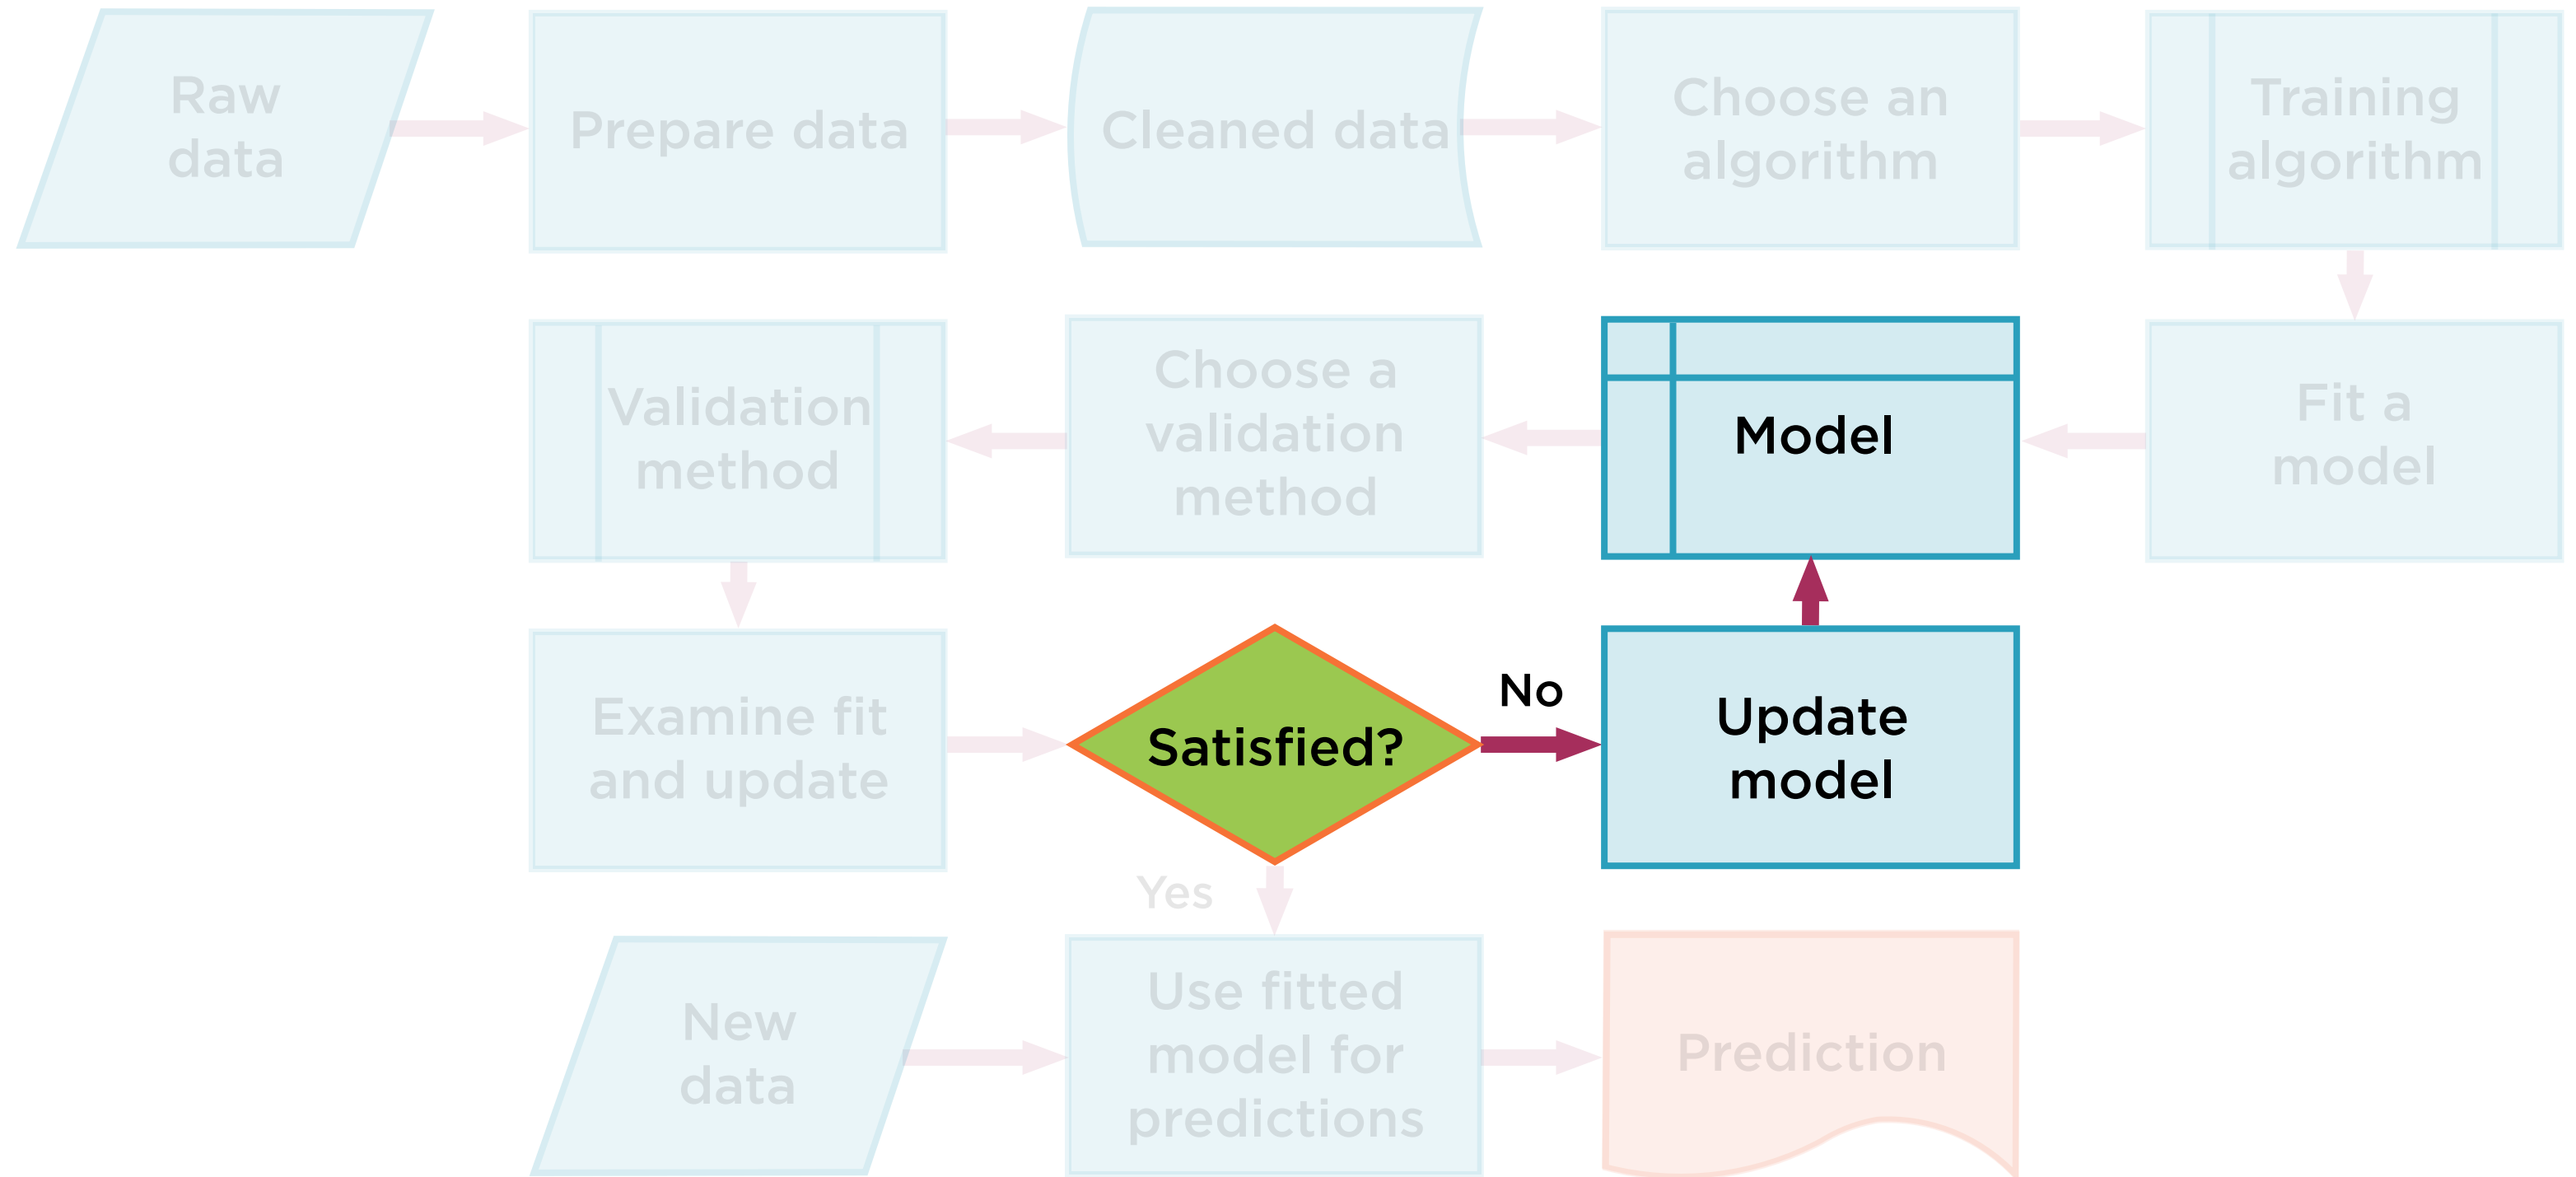 Raw
data
Prepare data
Cleaned data
Choose an
algorithm
Training
algorithm
Validation
method
Choose a
validation
method
Model
Fit a
model
Examine fit
and update
Satisfied?
No
Update
model
Yes
New
data
Use fitted
model for
predictions
Prediction